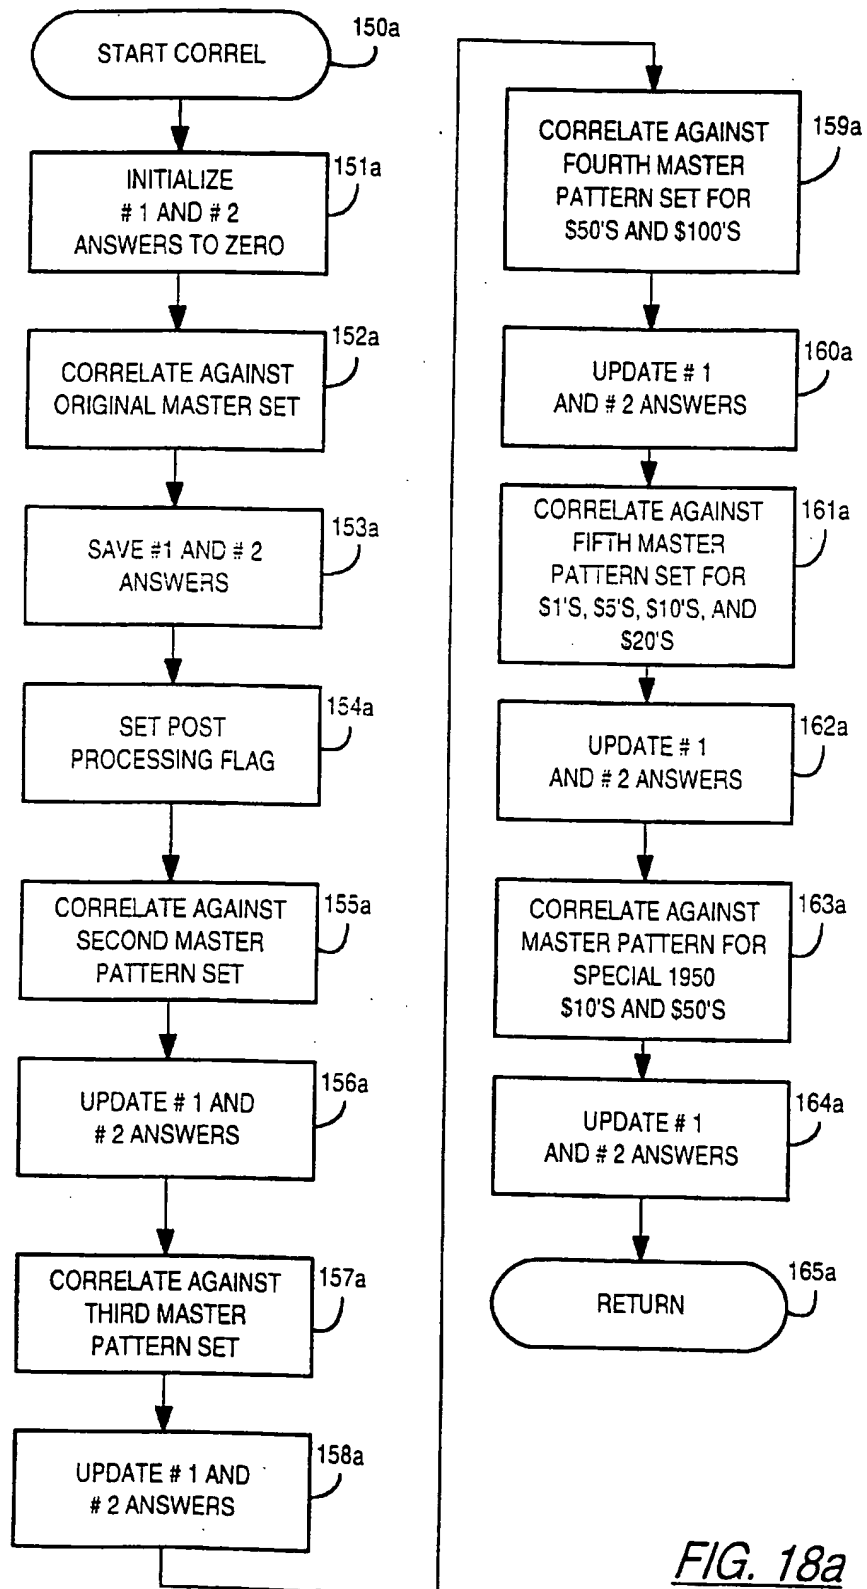 START CORREL
150a
INITIALIZE
# 1 AND # 2
ANSWERS TO ZERO
151a
CORRELATE AGAINST
ORIGINAL MASTER SET
152a
SAVE #1 AND # 2
ANSWERS
153a
SET POST
PROCESSING FLAG
154a
CORRELATE AGAINST
SECOND MASTER
PATTERN SET
155a
UPDATE # 1 AND
# 2 ANSWERS
156a
CORRELATE AGAINST
THIRD MASTER
PATTERN SET
157a
UPDATE # 1 AND
# 2 ANSWERS
158a
CORRELATE AGAINST
FOURTH MASTER
PATTERN SET FOR
$50'S AND $100'S
159a
UPDATE # 1
AND # 2 ANSWERS
160a
CORRELATE AGAINST
FIFTH MASTER
PATTERN SET FOR
$1'S, $5'S, $10'S, AND
$20'S
161a
UPDATE # 1
AND # 2 ANSWERS
162a
CORRELATE AGAINST
MASTER PATTERN FOR
SPECIAL 1950
$10'S AND $50'S
163a
UPDATE # 1
AND # 2 ANSWERS
164a
RETURN
165a
FIG. 18a